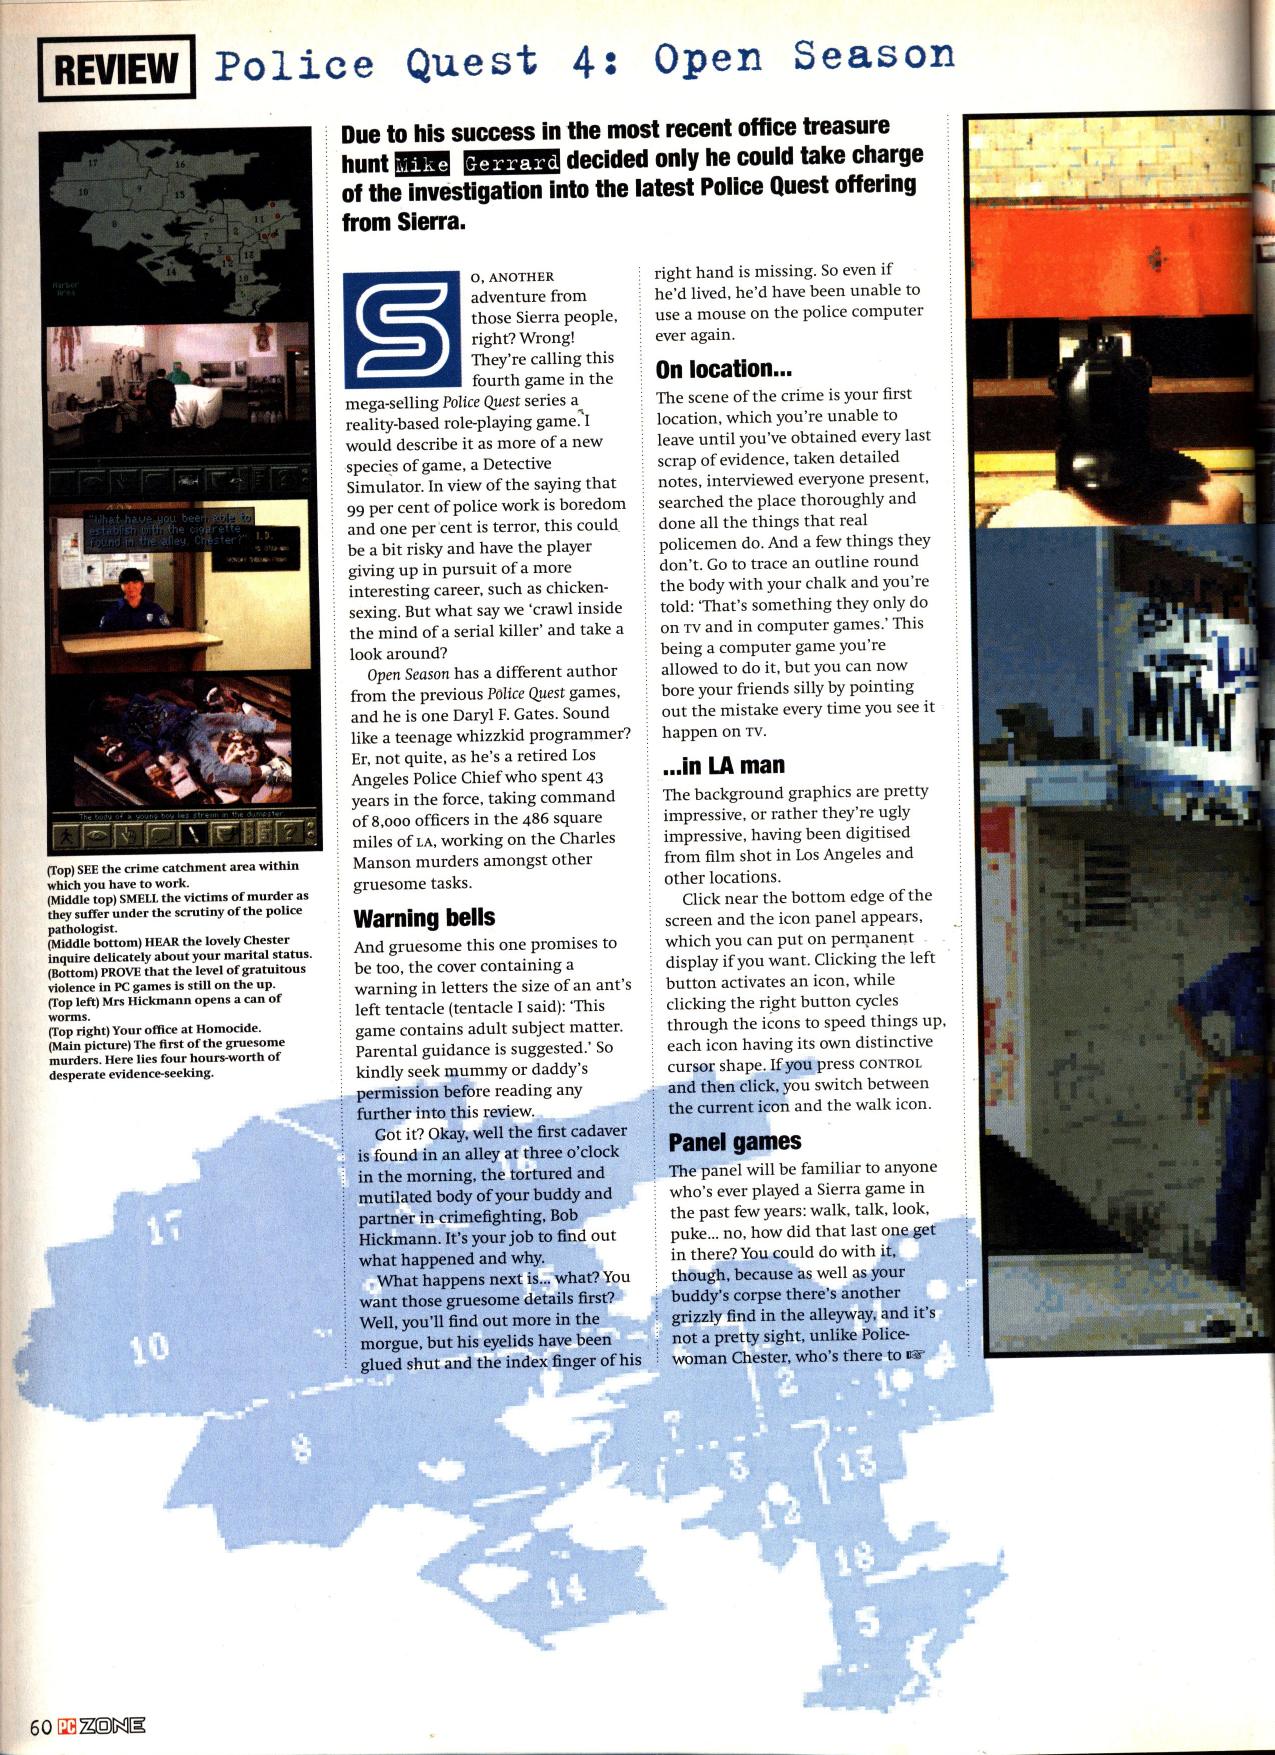 REVIEW Police Quest 4: Open Season
Due to his success in the most recent office treasure
hunt Mike Gerrard decided only he could take charge
of the investigation into the latest Police Quest offering
from Sierra.
SO, ANOTHER
adventure from
those Sierra people,
right? Wrong!
They're calling this
fourth game in the
mega-selling Police Quest series a
reality-based role-playing game. I
would describe it as more of a new
species of game, a Detective
Simulator. In view of the saying that
99 per cent of police work is boredom
and one per cent is terror, this could
be a bit risky and have the player
giving up in pursuit of a more
interesting career, such as chicken-
sexing. But what say we 'crawl inside
the mind of a serial killer' and take a
look around?
Open Season has a different author
from the previous Police Quest games,
and he is one Daryl F. Gates. Sound
like a teenage whizzkid programmer?
Er, not quite, as he's a retired Los
Angeles Police Chief who spent 43
years in the force, taking command
of 8,000 officers in the 486 square
miles of LA, working on the Charles
Manson murders amongst other
gruesome tasks.
Warning bells
And gruesome this one promises to
be too, the cover containing a
warning in letters the size of an ant's
left tentacle (tentacle I said): 'This
game contains adult subject matter.
Parental guidance is suggested.' So
kindly seek mummy or daddy's
permission before reading any
further into this review.
Got it? Okay, well the first cadaver
is found in an alley at three o'clock
in the morning, the tortured and
mutilated body of your buddy and
partner in crimefighting, Bob
Hickmann. It's your job to find out
what happened and why.
What happens next is... what? You
want those gruesome details first?
Well, you'll find out more in the
morgue, but his eyelids have been
glued shut and the index finger of his
right hand is missing. So even if
he'd lived, he'd have been unable to
use a mouse on the police computer
ever again.
On location...
The scene of the crime is your first
location, which you're unable to
leave until you've obtained every last
scrap of evidence, taken detailed
notes, interviewed everyone present,
searched the place thoroughly and
done all the things that real
policemen do. And a few things they
don't. Go to trace an outline round
the body with your chalk and you're
told: 'That's something they only do
on TV and in computer games.' This
being a computer game you're
allowed to do it, but you can now
bore your friends silly by pointing
out the mistake every time you see it
happen on TV.
...in LA man
The background graphics are pretty
impressive, or rather they're ugly
impressive, having been digitised
from film shot in Los Angeles and
other locations.
Click near the bottom edge of the
screen and the icon panel appears,
which you can put on permanent
display if you want. Clicking the left
button activates an icon, while
clicking the right button cycles
through the icons to speed things up,
each icon having its own distinctive
cursor shape. If you press CONTROL
and then click, you switch between
the current icon and the walk icon.
Panel games
The panel will be familiar to anyone
who's ever played a Sierra game in
the past few years: walk, talk, look,
puke... no, how did that last one get
in there? You could do with it,
though, because as well as your
buddy's corpse there's another
grizzly find in the alleyway, and it's
not a pretty sight, unlike Police-
woman Chester, who's there to ☞
17
16
10
9
15
8
6
11
7
2
3
12
13
14
18
5
Harbor
Area
"What have you been able to
establish with the cigarette
found in the alley, Chester?"
The body of a young boy lies strewn in the dumpster
(Top) SEE the crime catchment area within
which you have to work.
(Middle top) SMELL the victims of murder as
they suffer under the scrutiny of the police
pathologist.
(Middle bottom) HEAR the lovely Chester
inquire delicately about your marital status.
(Bottom) PROVE that the level of gratuitous
violence in PC games is still on the up.
(Top left) Mrs Hickmann opens a can of
worms.
(Top right) Your office at Homocide.
(Main picture) The first of the gruesome
murders. Here lies four hours-worth of
desperate evidence-seeking.
MINI
17
16
10
15
8
2
3
13
12
14
18
5
60 PC ZONE